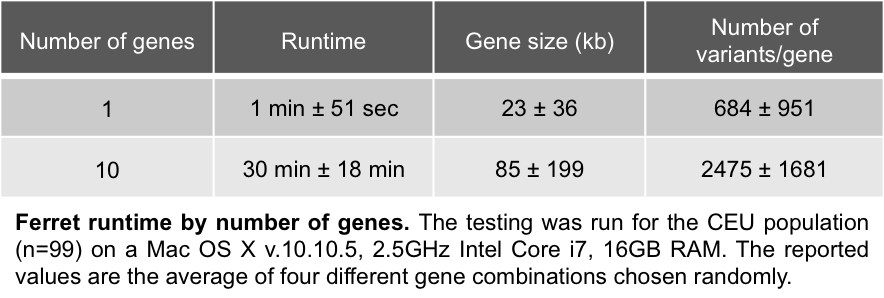 Number of genes Runtime Gene size (kb) Number of variants/gene
1 1 min ± 51 sec 23 ± 36 684 ± 951
10 30 min ± 18 min 85 ± 199 2475 ± 1681
Ferret runtime by number of genes. The testing was run for the CEU population
(n=99) on a Mac OS X v.10.10.5, 2.5GHz Intel Core i7, 16GB RAM. The reported
values are the average of four different gene combinations chosen randomly.